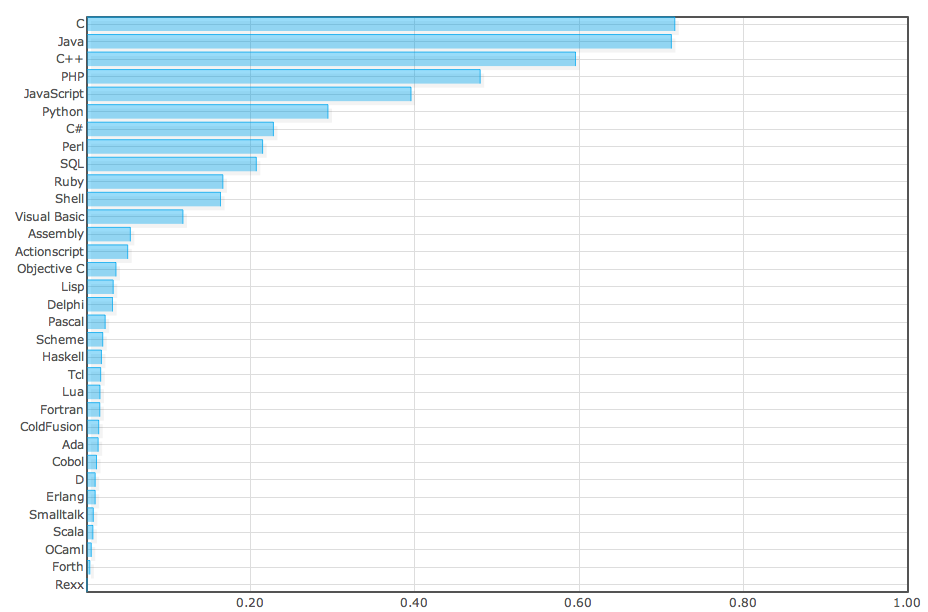 C
Java
C++
PHP
JavaScript
Python
C#
Perl
SQL
Ruby
Shell
Visual Basic
Assembly
Actionscript
Objective C
Lisp
Delphi
Pascal
Scheme
Haskell
Tcl
Lua
Fortran
ColdFusion
Ada
Cobol
D
Erlang
Smalltalk
Scala
OCaml
Forth
Rexx
0.20 0.40 0.60 0.80 1.00